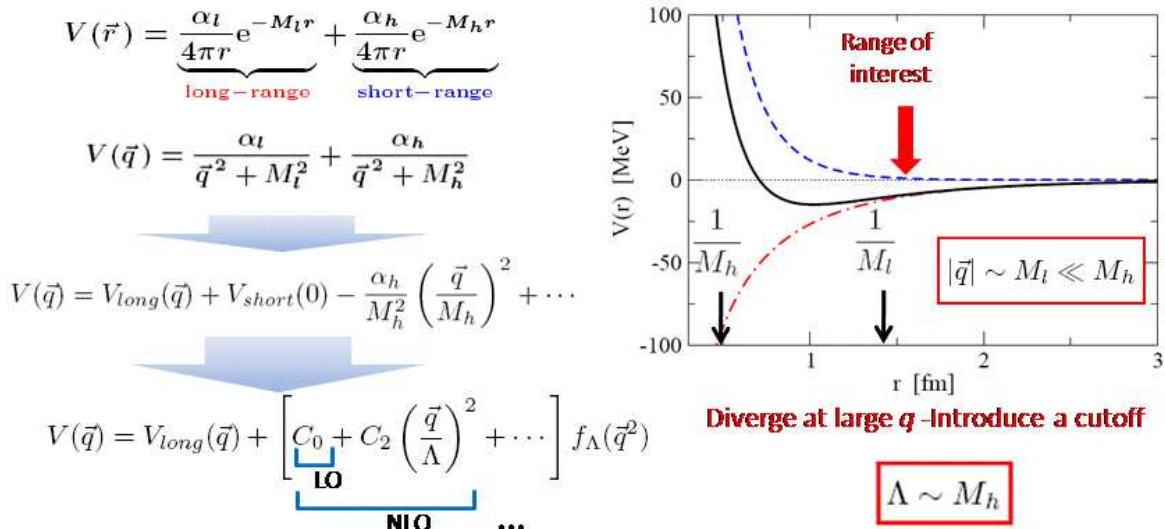 V(r⃗) = α_l/4πr e^{−M_l r} + α_h/4πr e^{−M_h r}
long−range short−range
V(q⃗) = α_l/(q⃗² + M_l²) + α_h/(q⃗² + M_h²)
V(q⃗) = V_long(q⃗) + V_short(0) − α_h/M_h² (q⃗/M_h)² + ⋯
V(q⃗) = V_long(q⃗) + [C₀ + C₂ (q⃗/Λ)² + ⋯] f_Λ(q⃗²)
LO
NLO ...
100
50
0
-50
-100
V(r) [MeV]
Range of
interest
1/M_h
1/M_l
|q⃗| ∼ M_l ≪ M_h
1 2 3
r [fm]
Diverge at large q -Introduce a cutoff
Λ ∼ M_h